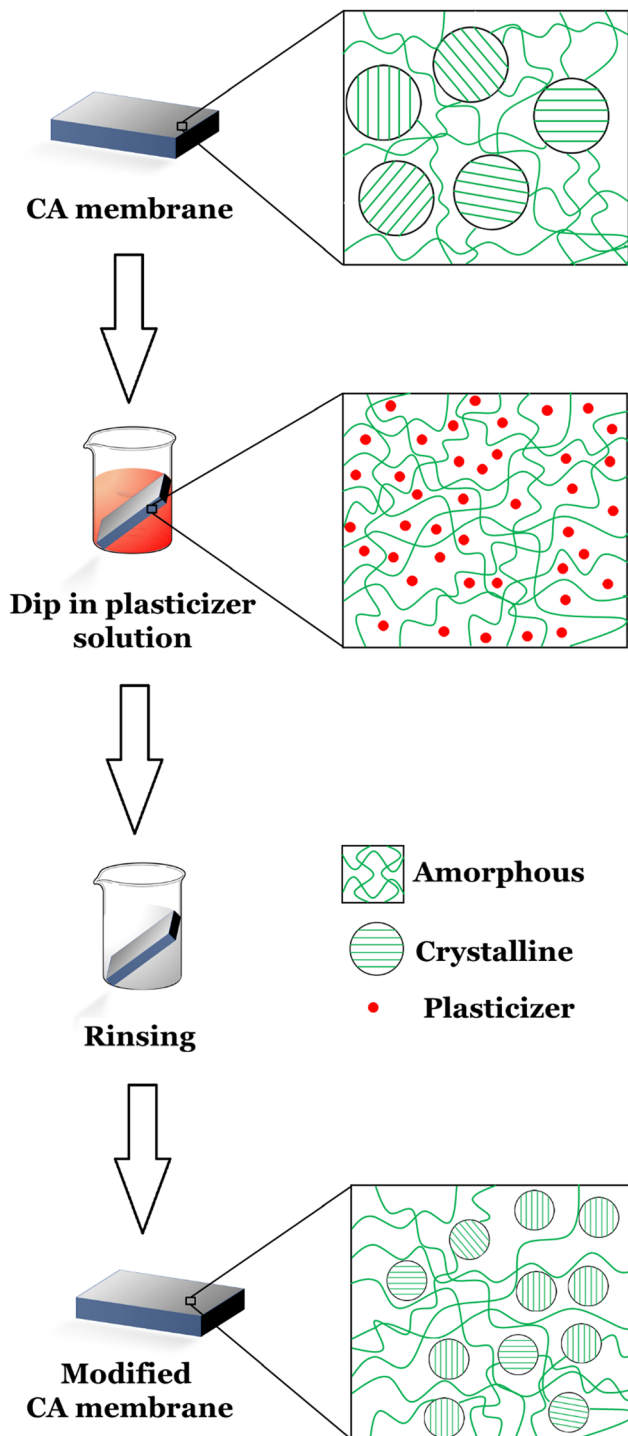 CA membrane
Dip in plasticizer
solution
Amorphous
Crystalline
Plasticizer
Rinsing
Modified
CA membrane